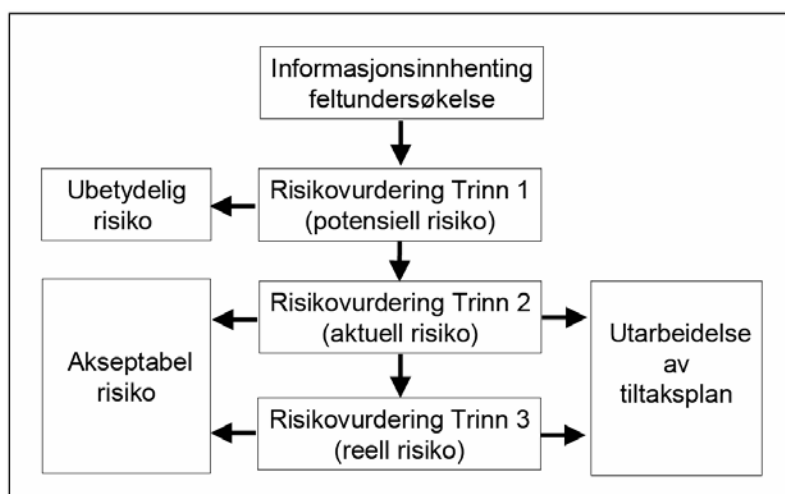 Informasjonsinnhenting
feltundersøkelse
Ubetydelig
risiko
Risikovurdering Trinn 1
(potensiell risiko)
Akseptabel
risiko
Risikovurdering Trinn 2
(aktuell risiko)
Utarbeidelse
av
tiltaksplan
Risikovurdering Trinn 3
(reell risiko)